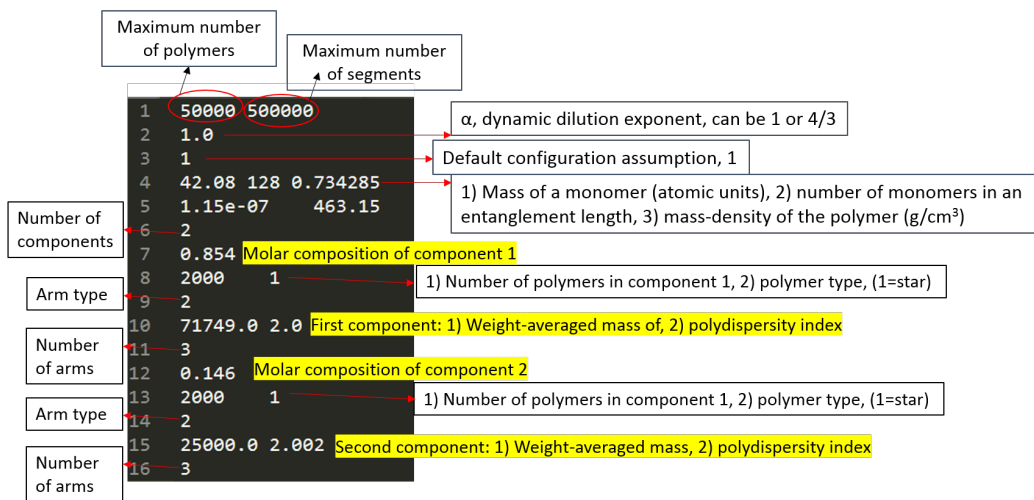 Maximum number
of polymers
Maximum number
of segments
1 50000 500000
α, dynamic dilution exponent, can be 1 or 4/3
2 1.0
3 1
Default configuration assumption, 1
4 42.08 128 0.734285
1) Mass of a monomer (atomic units), 2) number of monomers in an
entanglement length, 3) mass-density of the polymer (g/cm³)
5 1.15e-07 463.15
Number of
components
6 2
7 0.854 Molar composition of component 1
8 2000 1
1) Number of polymers in component 1, 2) polymer type, (1=star)
Arm type
9 2
10 71749.0 2.0 First component: 1) Weight-averaged mass of, 2) polydispersity index
Number
of arms
11 3
12 0.146 Molar composition of component 2
13 2000 1
1) Number of polymers in component 1, 2) polymer type, (1=star)
Arm type
14 2
15 25000.0 2.002 Second component: 1) Weight-averaged mass, 2) polydispersity index
Number
of arms
16 3